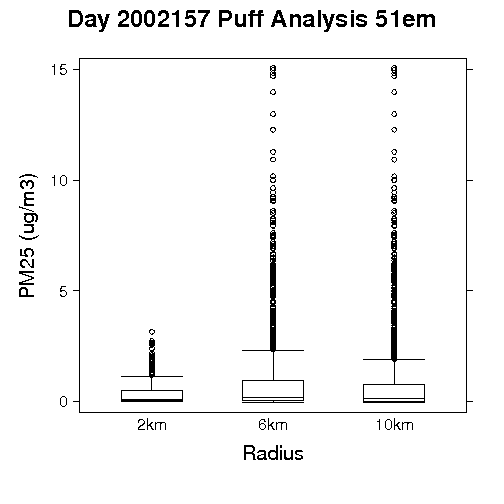 Day 2002157 Puff Analysis 51em
15
10
5
0
PM25 (ug/m3)
2km 6km 10km
Radius